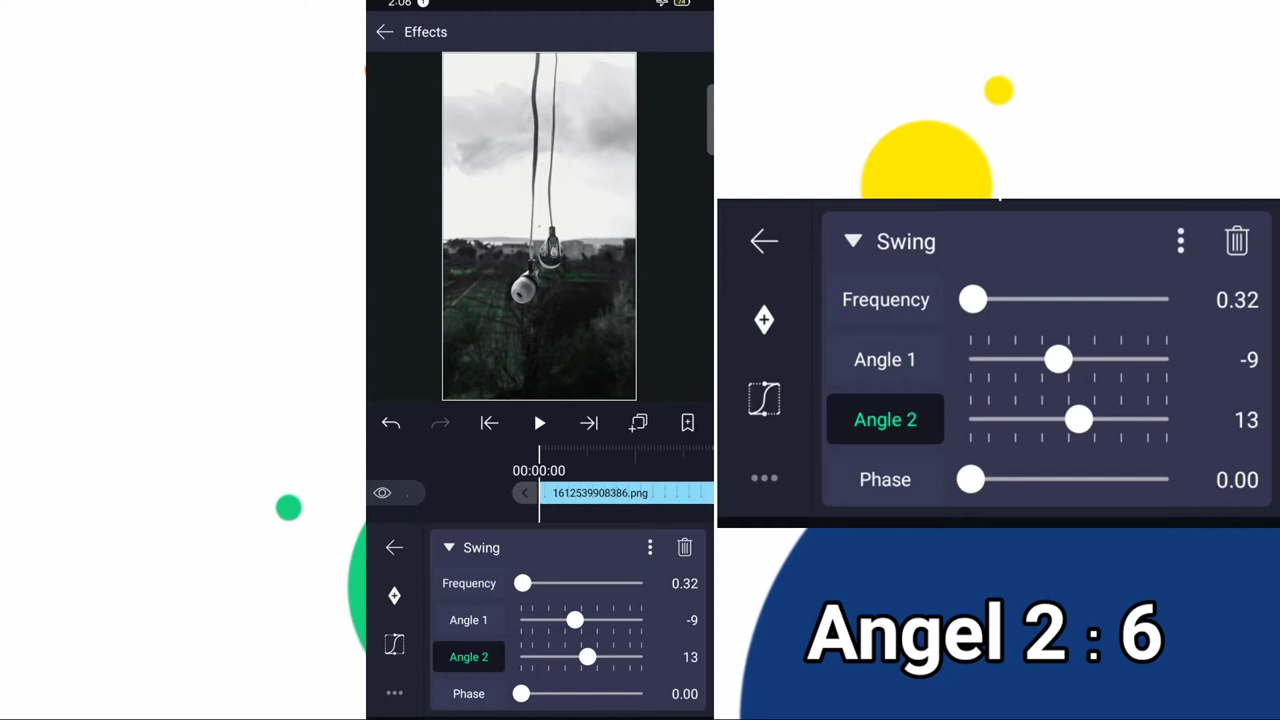 2:06
Effects
00:00:00
1612539908386.png
Swing
Frequency 0.32
Angle 1 -9
Angle 2 13
Phase 0.00
Swing
Frequency 0.32
Angle 1 -9
Angle 2 13
Phase 0.00
Angel 2 : 6